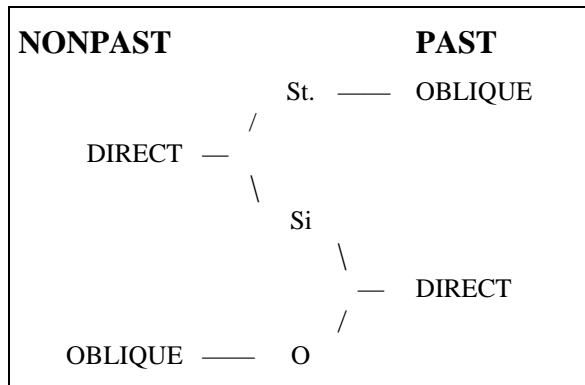 NONPAST PAST
St. OBLIQUE
DIRECT
Si
DIRECT
OBLIQUE O